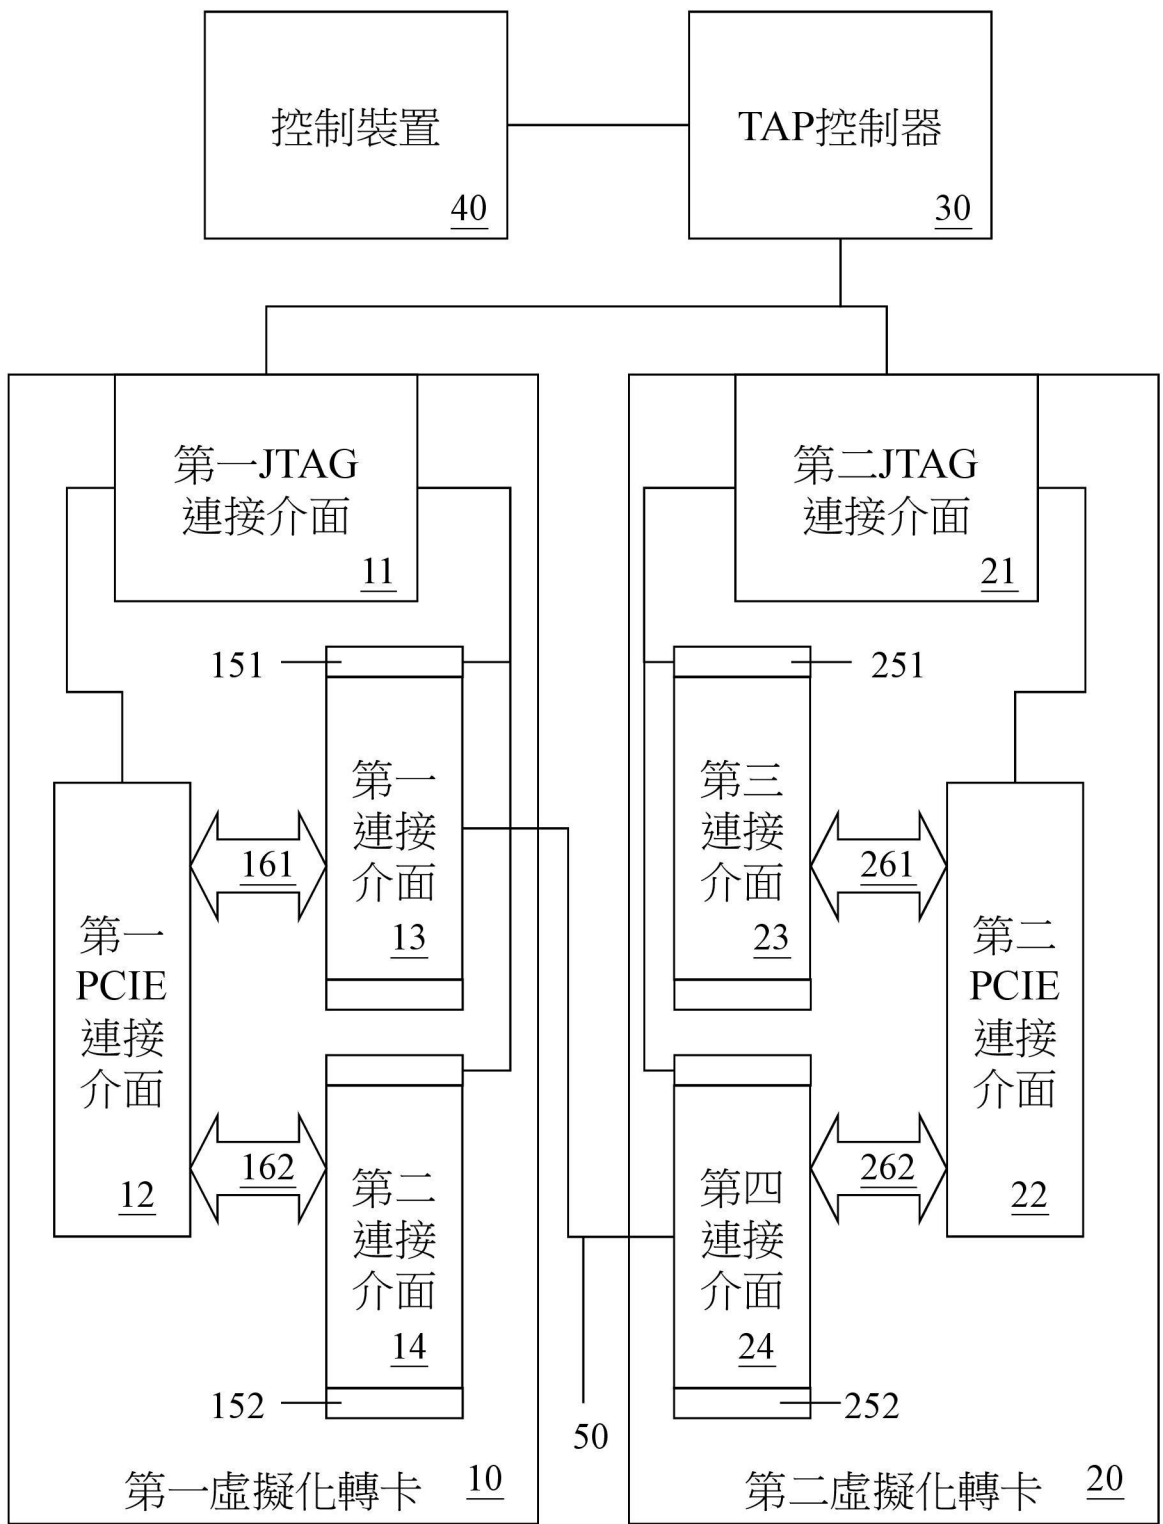 控制裝置
40
TAP控制器
30
第一JTAG
連接介面
11
第二JTAG
連接介面
21
151
251
第一
連接
介面
13
第三
連接
介面
23
161
261
第一
PCIE
連接
介面
12
第二
PCIE
連接
介面
22
162
262
第二
連接
介面
14
第四
連接
介面
24
152
252
50
第一虛擬化轉卡
10
第二虛擬化轉卡
20